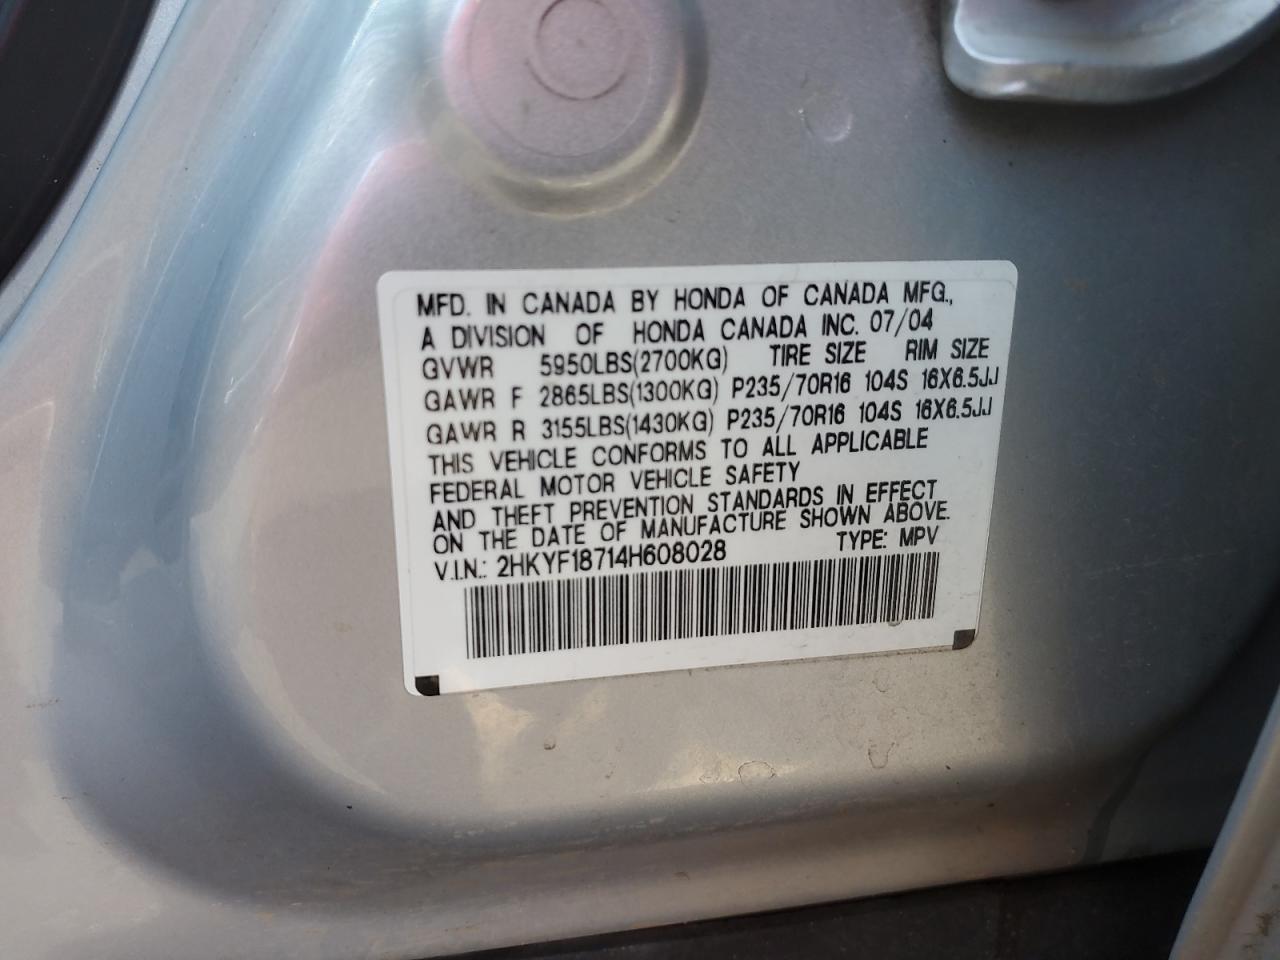 MFD. IN CANADA BY HONDA OF CANADA MFG.,
A DIVISION OF HONDA CANADA INC. 07/04
GVWR 5950LBS(2700KG) TIRE SIZE RIM SIZE
GAWR F 2865LBS(1300KG) P235/70R16 104S 16X6.5JJ
GAWR R 3155LBS(1430KG) P235/70R16 104S 16X6.5JJ
THIS VEHICLE CONFORMS TO ALL APPLICABLE
FEDERAL MOTOR VEHICLE SAFETY
AND THEFT PREVENTION STANDARDS IN EFFECT
ON THE DATE OF MANUFACTURE SHOWN ABOVE.
V.I.N.: 2HKYF18714H608028 TYPE: MPV